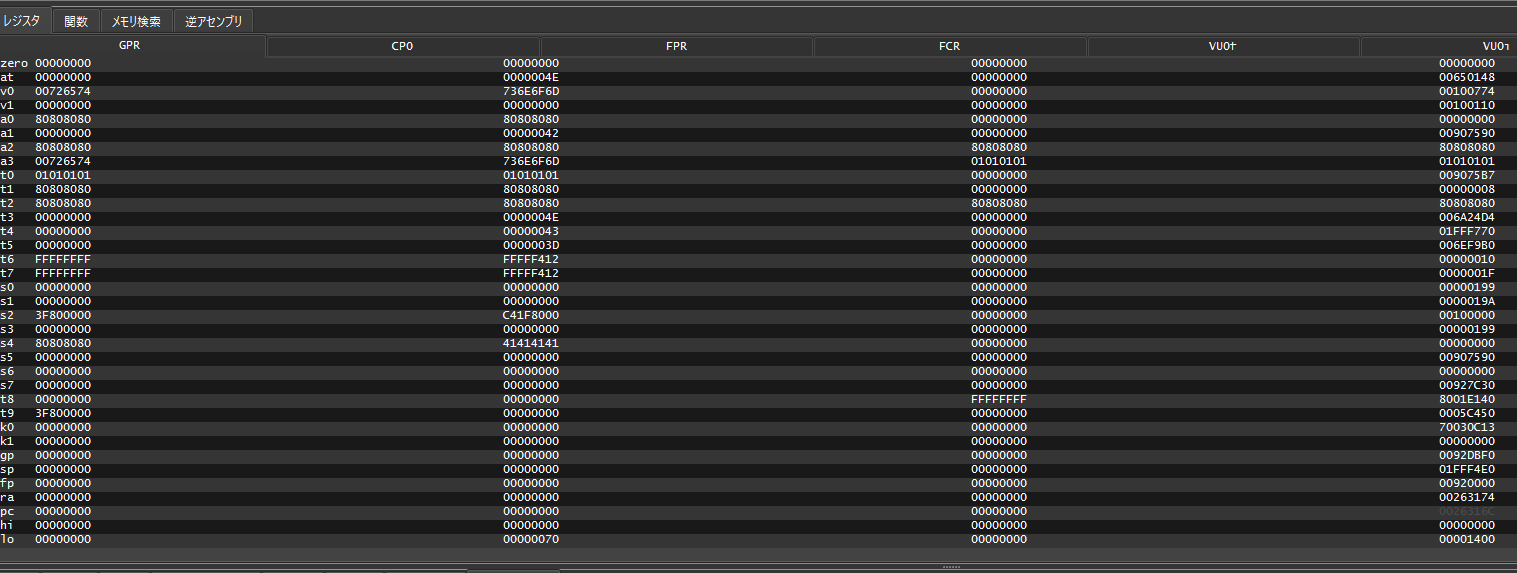 レジスタ 関数 メモリ検索 逆アセンブリ
GPR CP0 FPR FCR VU0f
zero 00000000 00000000 00000000 00000000
at 00000000 0000004E 00000000 00650148
v0 00726574 736E6F6D 00000000 00100774
v1 00000000 00000000 00000000 00100110
a0 80808080 80808080 00000000 00000000
a1 00000000 00000042 00000000 00907590
a2 80808080 80808080 80808080 80808080
a3 00726574 736E6F6D 01010101 01010101
t0 01010101 01010101 00000000 009075B7
t1 80808080 80808080 00000000 00000008
t2 80808080 80808080 80808080 80808080
t3 00000000 0000004E 00000000 006A24D4
t4 00000000 00000043 00000000 01FFF770
t5 00000000 0000003D 00000000 006EF9B0
t6 FFFFFFFF FFFFF412 00000000 00000010
t7 FFFFFFFF FFFFF412 00000000 0000001F
s0 00000000 00000000 00000000 00000199
s1 00000000 00000000 00000000 0000019A
s2 3F800000 C41F8000 00000000 00100000
s3 00000000 00000000 00000000 00000199
s4 80808080 41414141 00000000 00000000
s5 00000000 00000000 00000000 00907590
s6 00000000 00000000 00000000 00000000
s7 00000000 00000000 00000000 00927C30
t8 00000000 00000000 FFFFFFFF 8001E140
t9 3F800000 00000000 00000000 0005C450
k0 00000000 00000000 00000000 70030C13
k1 00000000 00000000 00000000 00000000
gp 00000000 00000000 00000000 0092DBF0
sp 00000000 00000000 00000000 01FFF4E0
fp 00000000 00000000 00000000 00920000
ra 00000000 00000000 00000000 00263174
pc 00000000 00000000 00000000 0026316C
hi 00000000 00000000 00000000 00000000
lo 00000000 00000070 00000000 00001400